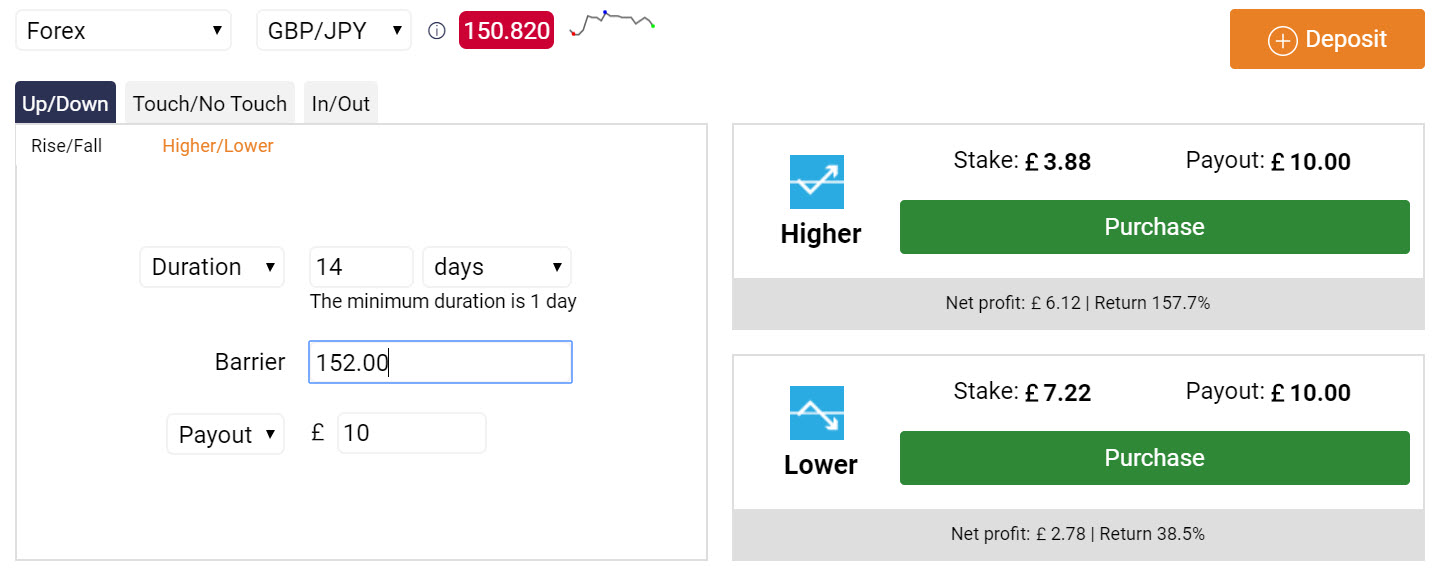 Forex GBP/JPY 150.820 Deposit
Up/Down Touch/No Touch In/Out
Rise/Fall Higher/Lower
Duration 14 days
The minimum duration is 1 day
Barrier 152.00
Payout £ 10
Stake: £ 3.88 Payout: £ 10.00
Higher Purchase
Net profit: £ 6.12 | Return 157.7%
Stake: £ 7.22 Payout: £ 10.00
Lower Purchase
Net profit: £ 2.78 | Return 38.5%